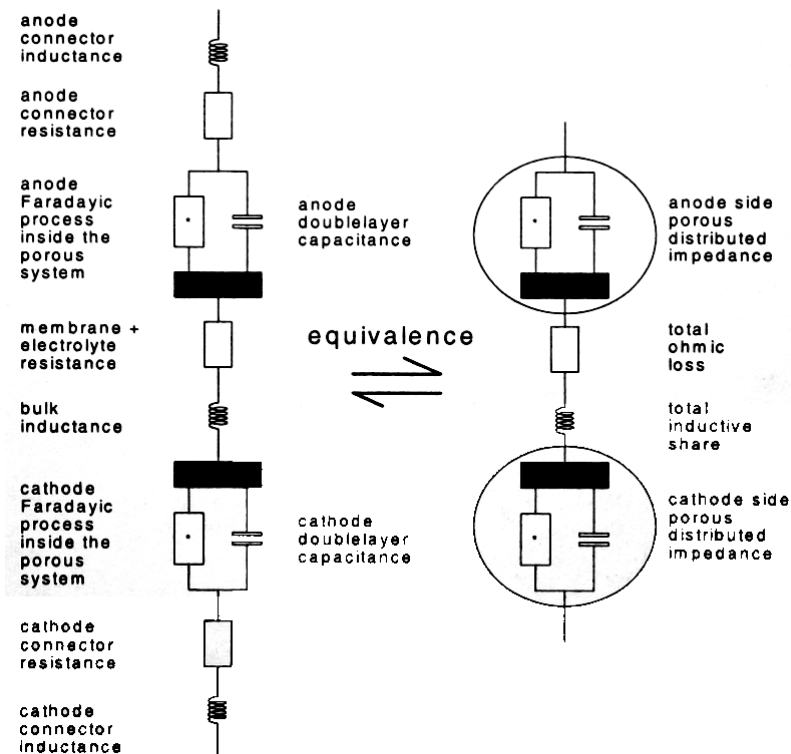 anode
connector
inductance
anode
connector
resistance
anode
Faradayic
process
inside the
porous
system
anode
doublelayer
capacitance
membrane +
electrolyte
resistance
bulk
inductance
cathode
Faradayic
process
inside the
porous
system
cathode
doublelayer
capacitance
cathode
connector
resistance
cathode
connector
inductance
equivalence
anode side
porous
distributed
impedance
total
ohmic
loss
total
inductive
share
cathode side
porous
distributed
impedance